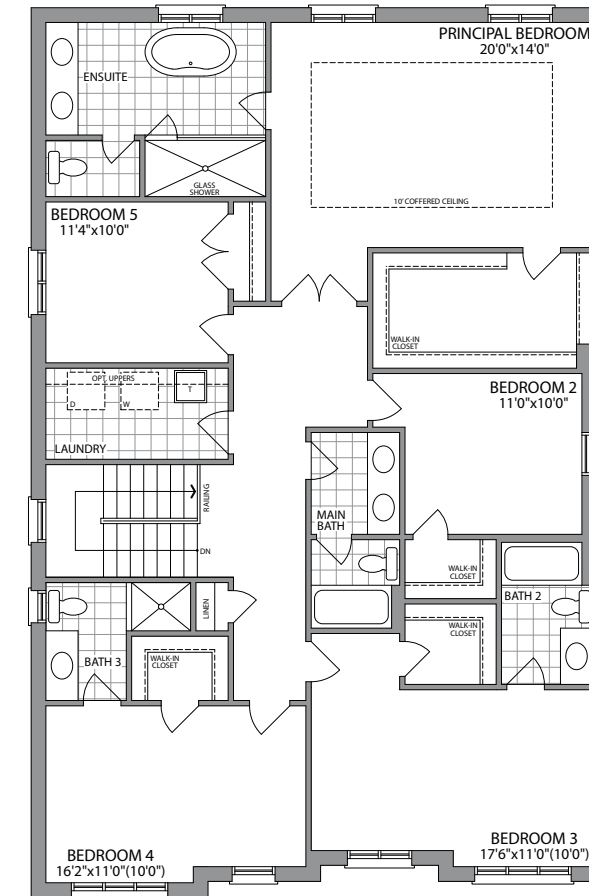 PRINCIPAL BEDROOM
20'0"x14'0"
ENSUITE
GLASS
SHOWER
10' COFFERED CEILING
BEDROOM 5
11'4"x10'0"
WALK-IN
CLOSET
OPT. UPPERS
D
W
T
LAUNDRY
BEDROOM 2
11'0"x10'0"
RAILING
DN
MAIN
BATH
WALK-IN
CLOSET
LINEN
BATH 2
WALK-IN
CLOSET
BATH 3
WALK-IN
CLOSET
BEDROOM 3
17'6"x11'0"(10'0")
BEDROOM 4
16'2"x11'0"(10'0")